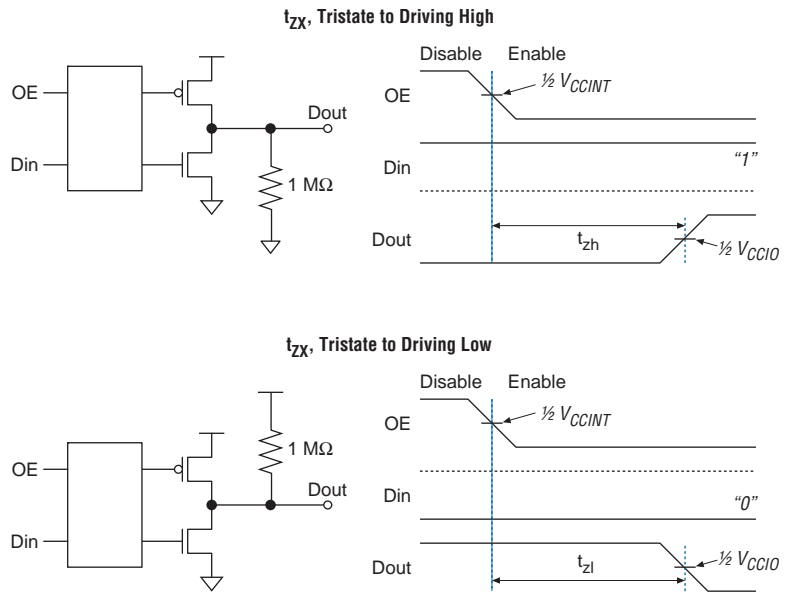 tZX, Tristate to Driving High
Disable Enable
OE
Din
Dout
1 MΩ
OE
½ VCCINT
Din
“1”
Dout
tzh
½ VCCIO
tZX, Tristate to Driving Low
Disable Enable
OE
Din
1 MΩ
Dout
OE
½ VCCINT
Din
“0”
Dout
tzl
½ VCCIO